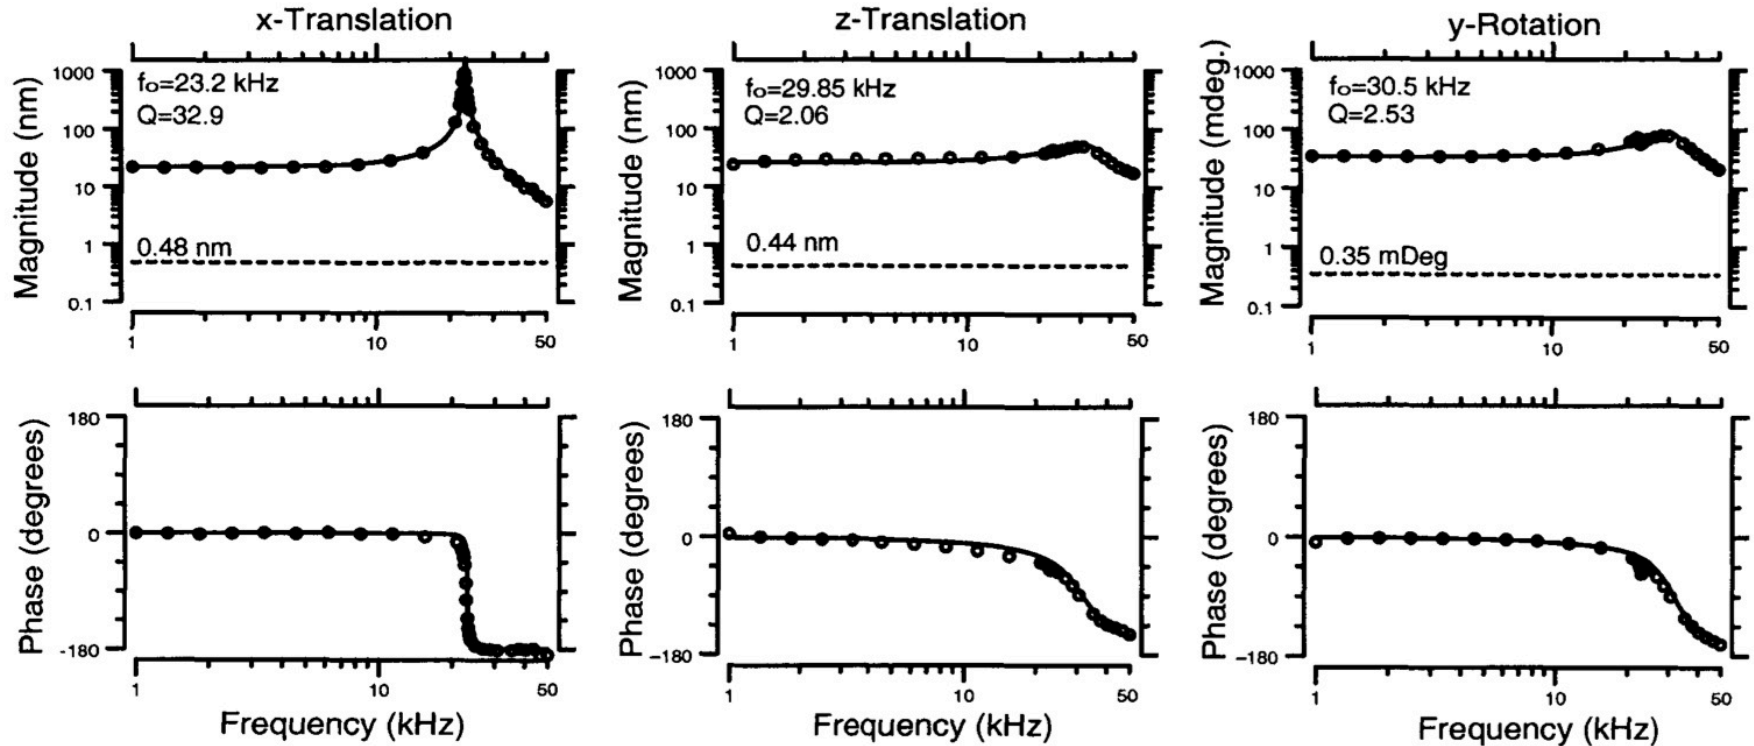 x-Translation
z-Translation
y-Rotation
Magnitude (nm)
1000
100
10
1
0.1
fo=23.2 kHz
Q=32.9
0.48 nm
1
10
50
Magnitude (nm)
1000
100
10
1
0.1
fo=29.85 kHz
Q=2.06
0.44 nm
1
10
50
Magnitude (mdeg.)
1000
100
10
1
0.1
fo=30.5 kHz
Q=2.53
0.35 mDeg
1
10
50
Phase (degrees)
180
0
-180
1
10
50
Frequency (kHz)
Phase (degrees)
180
0
-180
1
10
50
Frequency (kHz)
Phase (degrees)
180
0
-180
1
10
50
Frequency (kHz)